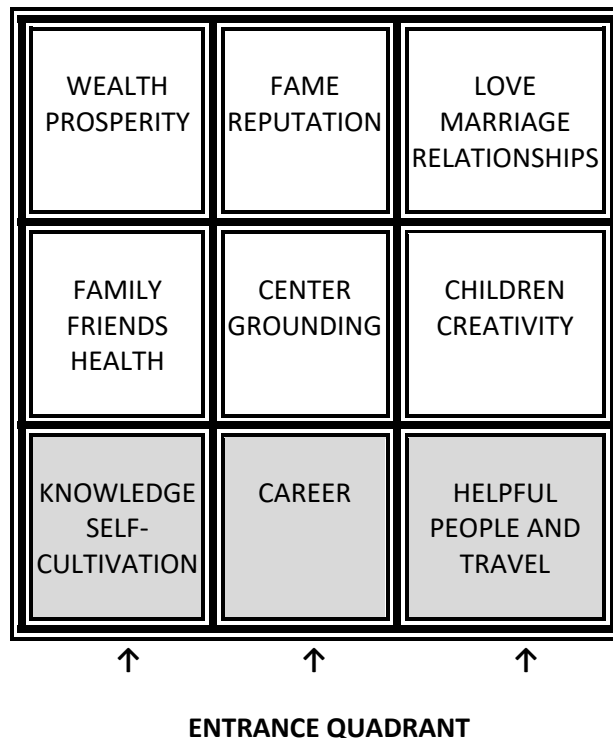 WEALTH
PROSPERITY
FAME
REPUTATION
LOVE
MARRIAGE
RELATIONSHIPS
FAMILY
FRIENDS
HEALTH
CENTER
GROUNDING
CHILDREN
CREATIVITY
KNOWLEDGE
SELF-
CULTIVATION
CAREER
HELPFUL
PEOPLE AND
TRAVEL
↑ ↑ ↑
ENTRANCE QUADRANT